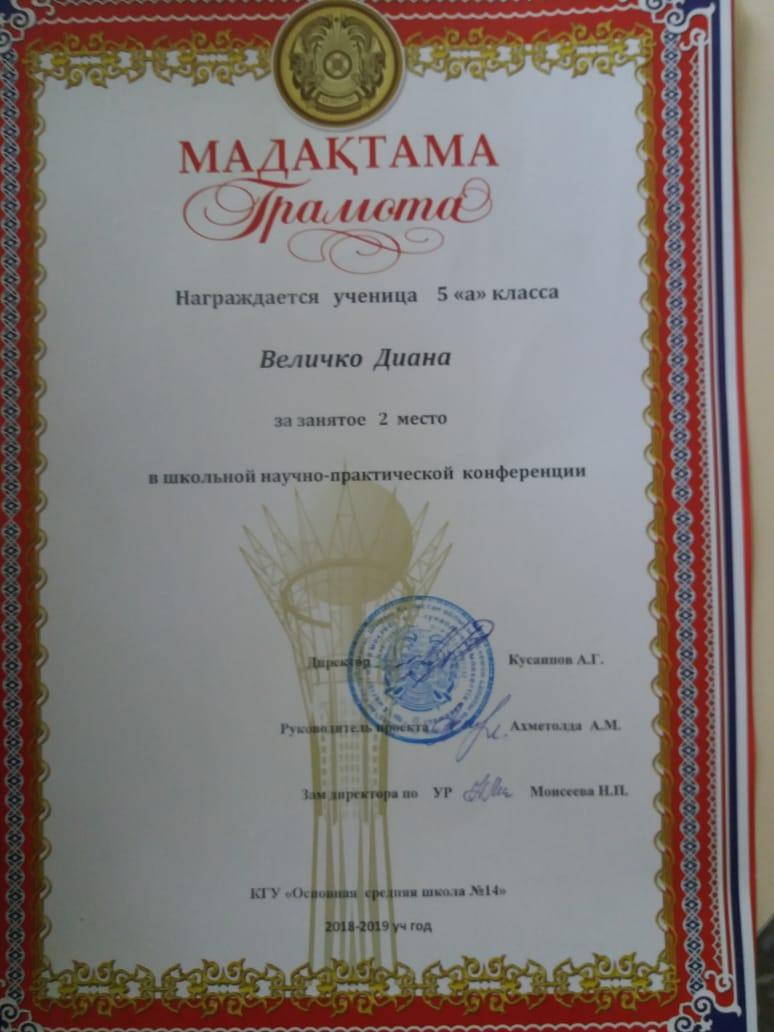 МАДАҚТАМА
Грамота
Награждается ученица 5 «а» класса
Величко Диана
за занятое 2 место
в школьной научно-практической конференции
Директор Кусаинов А.Г.
Руководитель проекта Ахметолда А.М.
Зам директора по УР Моисеева Н.П.
КГУ «Основная средняя школа №14»
2018-2019 уч год